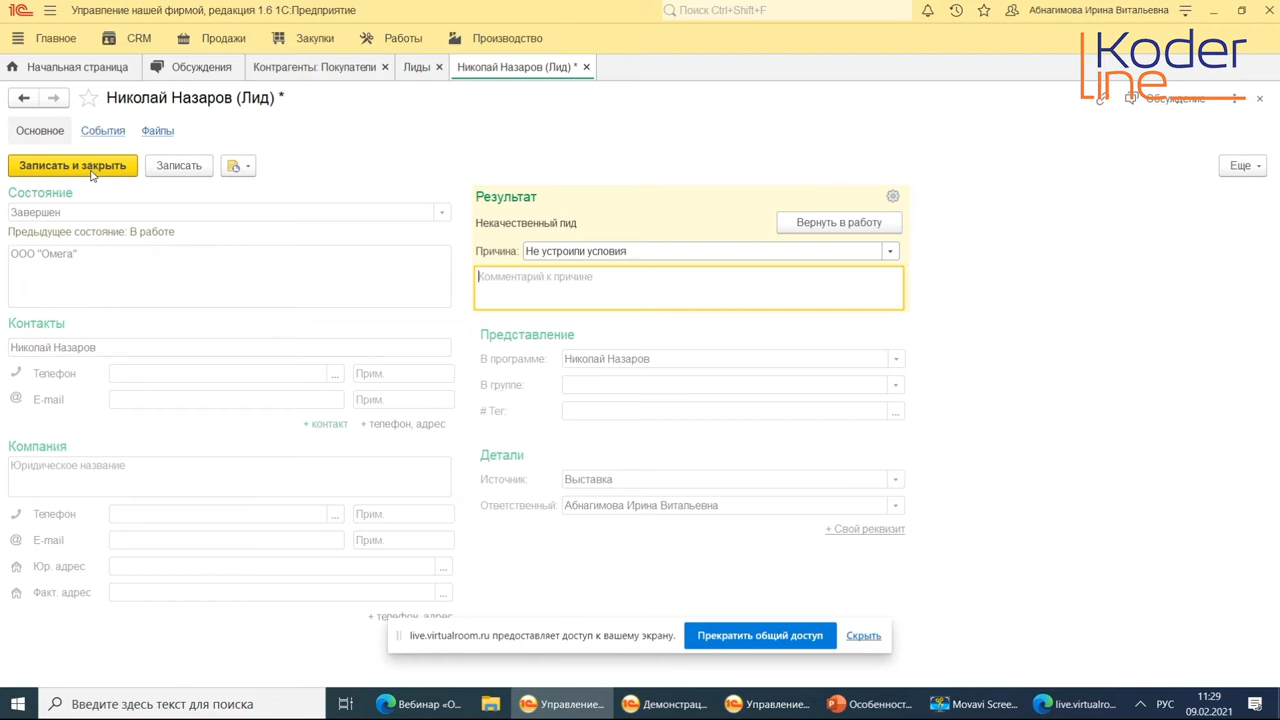 Управление нашей фирмой, редакция 1.6 1С:Предприятие
Поиск Ctrl+Shift+F
Абнагимова Ирина Витальевна
Главное
CRM
Продажи
Закупки
Работы
Производство
Koder
line
Начальная страница
Обсуждения
Контрагенты: Покупатели ×
Николай Назаров (Лид) * ×
Николай Назаров (Лид) *
Обсуждение
Основное
События
Файлы
Записать и закрыть
Записать
Еще
Состояние
Завершен
Предыдущее состояние: В работе
ООО "Омега"
Контакты
Николай Назаров
Телефон
...
Прим.
E-mail
Прим.
+ контакт
+ телефон, адрес
Компания
Юридическое название
Телефон
...
Прим.
E-mail
Прим.
Юр. адрес
...
Факт. адрес
...
+ телефон, адрес
Результат
Некачественный лид
Вернуть в работу
Причина:
Не устроили условия
Комментарий к причине
Представление
В программе:
Николай Назаров
В группе:
# Тег:
...
Детали
Источник:
Выставка
Ответственный:
Абнагимова Ирина Витальевна
+ Свой реквизит
live.virtualroom.ru предоставляет доступ к вашему экрану.
Прекратить общий доступ
Скрыть
Введите здесь текст для поиска
Вебинар «О...
Управление...
Демонстрац...
Управление...
Особенност...
Movavi Scree...
live.virtualro...
РУС
11:29
09.02.2021